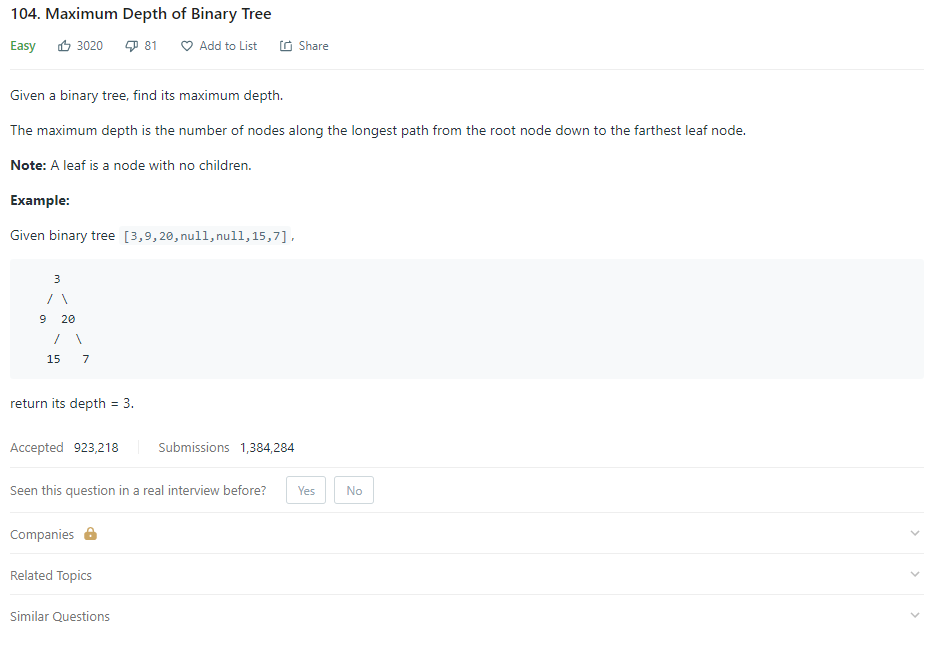 104. Maximum Depth of Binary Tree
Easy 3020 81 Add to List Share
Given a binary tree, find its maximum depth.
The maximum depth is the number of nodes along the longest path from the root node down to the farthest leaf node.
Note: A leaf is a node with no children.
Example:
Given binary tree [3,9,20,null,null,15,7],
3
/ \
9 20
/ \
15 7
return its depth = 3.
Accepted 923,218 Submissions 1,384,284
Seen this question in a real interview before? Yes No
Companies
Related Topics
Similar Questions